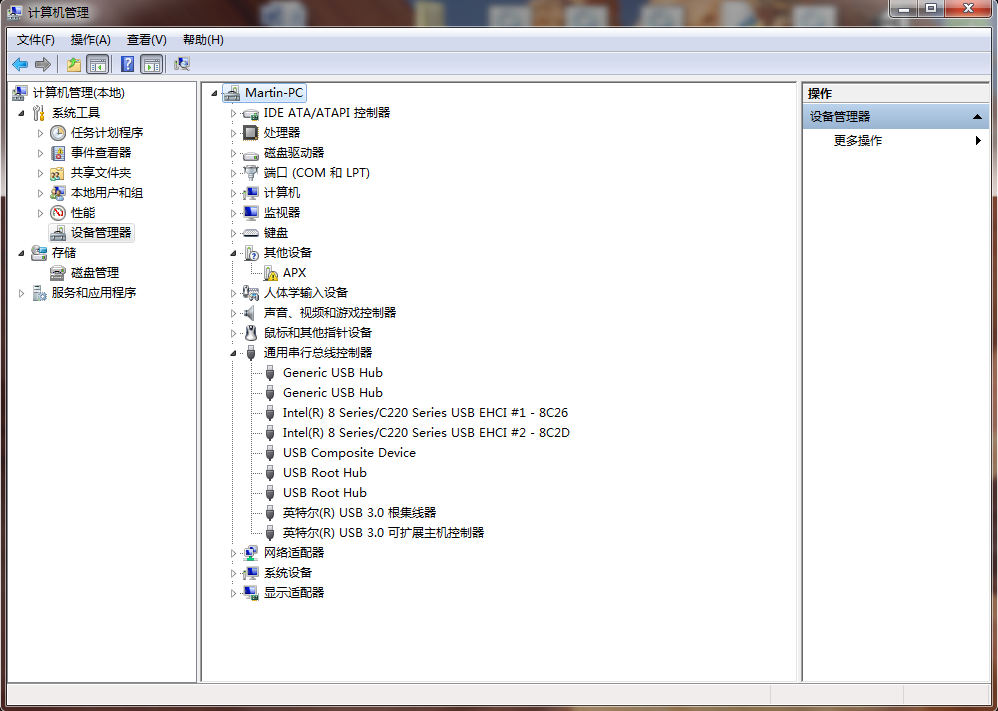 计算机管理
文件(F) 操作(A) 查看(V) 帮助(H)
计算机管理(本地)
系统工具
任务计划程序
事件查看器
共享文件夹
本地用户和组
性能
设备管理器
存储
磁盘管理
服务和应用程序
Martin-PC
IDE ATA/ATAPI 控制器
处理器
磁盘驱动器
端口 (COM 和 LPT)
计算机
监视器
键盘
其他设备
APX
人体学输入设备
声音、视频和游戏控制器
鼠标和其他指针设备
通用串行总线控制器
Generic USB Hub
Generic USB Hub
Intel(R) 8 Series/C220 Series USB EHCI #1 - 8C26
Intel(R) 8 Series/C220 Series USB EHCI #2 - 8C2D
USB Composite Device
USB Root Hub
USB Root Hub
英特尔(R) USB 3.0 根集线器
英特尔(R) USB 3.0 可扩展主机控制器
网络适配器
系统设备
显示适配器
操作
设备管理器
更多操作